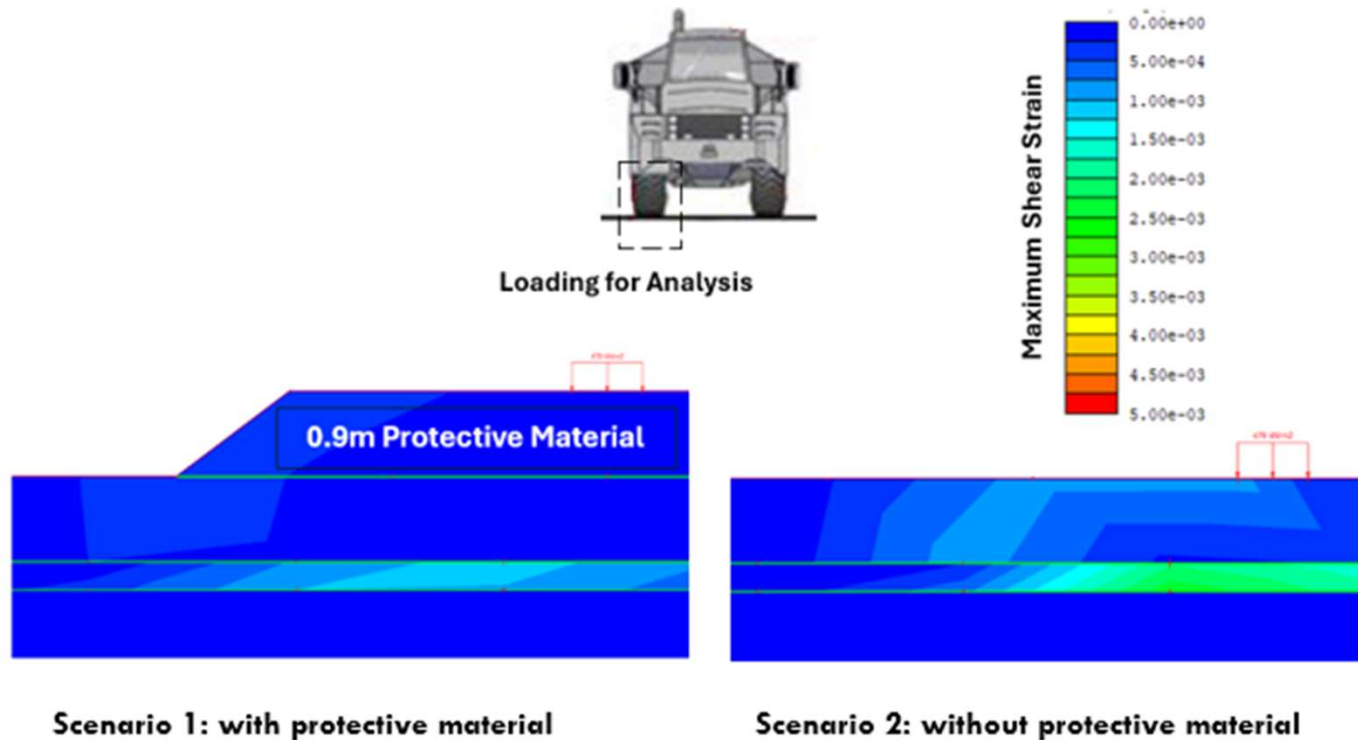 0.00e+00
5.00e-04
1.00e-03
1.50e-03
2.00e-03
2.50e-03
3.00e-03
3.50e-03
4.00e-03
4.50e-03
5.00e-03
Maximum Shear Strain
Loading for Analysis
0.9m Protective Material
Scenario 1: with protective material
Scenario 2: without protective material